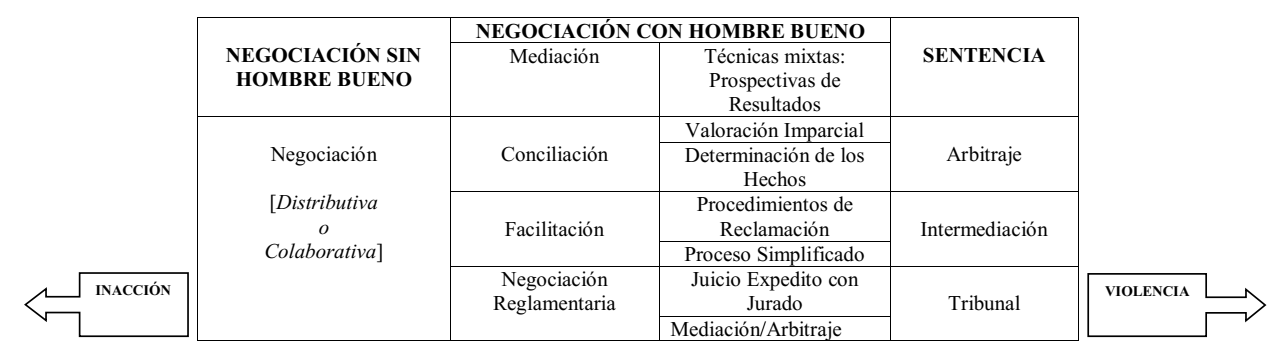 NEGOCIACIÓN SIN
HOMBRE BUENO
NEGOCIACIÓN CON HOMBRE BUENO
Mediación
Técnicas mixtas:
Prospectivas de
Resultados
SENTENCIA
Negociación
[Distributiva
o
Colaborativa]
Conciliación
Valoración Imparcial
Determinación de los
Hechos
Arbitraje
Facilitación
Procedimientos de
Reclamación
Proceso Simplificado
Intermediación
Negociación
Reglamentaria
Juicio Expedito con
Jurado
Mediación/Arbitraje
Tribunal
INACCIÓN
VIOLENCIA